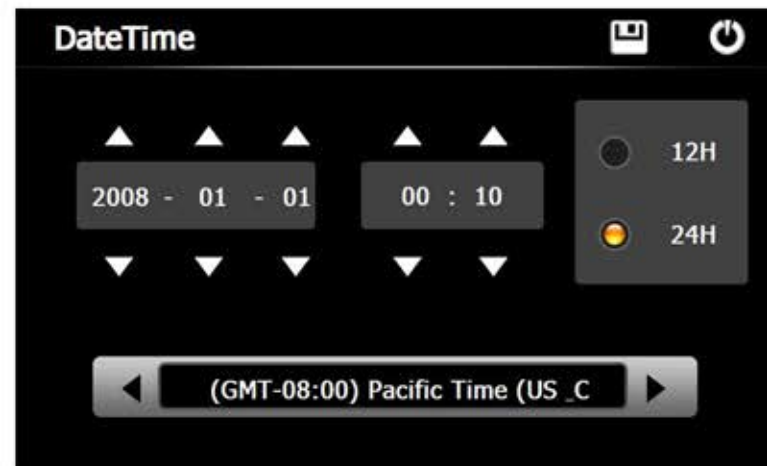 DateTime
12H
2008 - 01 - 01 00 : 10
24H
(GMT-08:00) Pacific Time (US _C